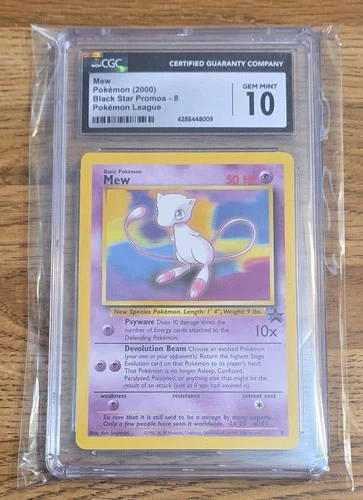 CGC
CERTIFIED GUARANTY COMPANY
Mew
Pokémon (2000)
Black Star Promos - 8
Pokémon League
4288448009
GEM MINT
10
Basic Pokémon
Mew
50 HP
New Species Pokémon. Length: 1' 4", Weight: 9 lbs.
Psywave Does 10 damage times the
number of Energy cards attached to the
Defending Pokémon.
10x
Devolution Beam Choose an evolved Pokémon
(your own or your opponent's). Return the highest Stage
Evolution card on that Pokémon to its player's hand.
That Pokémon is no longer Asleep, Confused,
Paralyzed, Poisoned, or anything else that might be the
result of an attack (just as if you had evolved it).
weakness
resistance
retreat cost
So rare that it is still said to be a mirage by many experts.
Only a few people have seen it worldwide. LV. 23 #151
Illus. Ken Sugimori
8